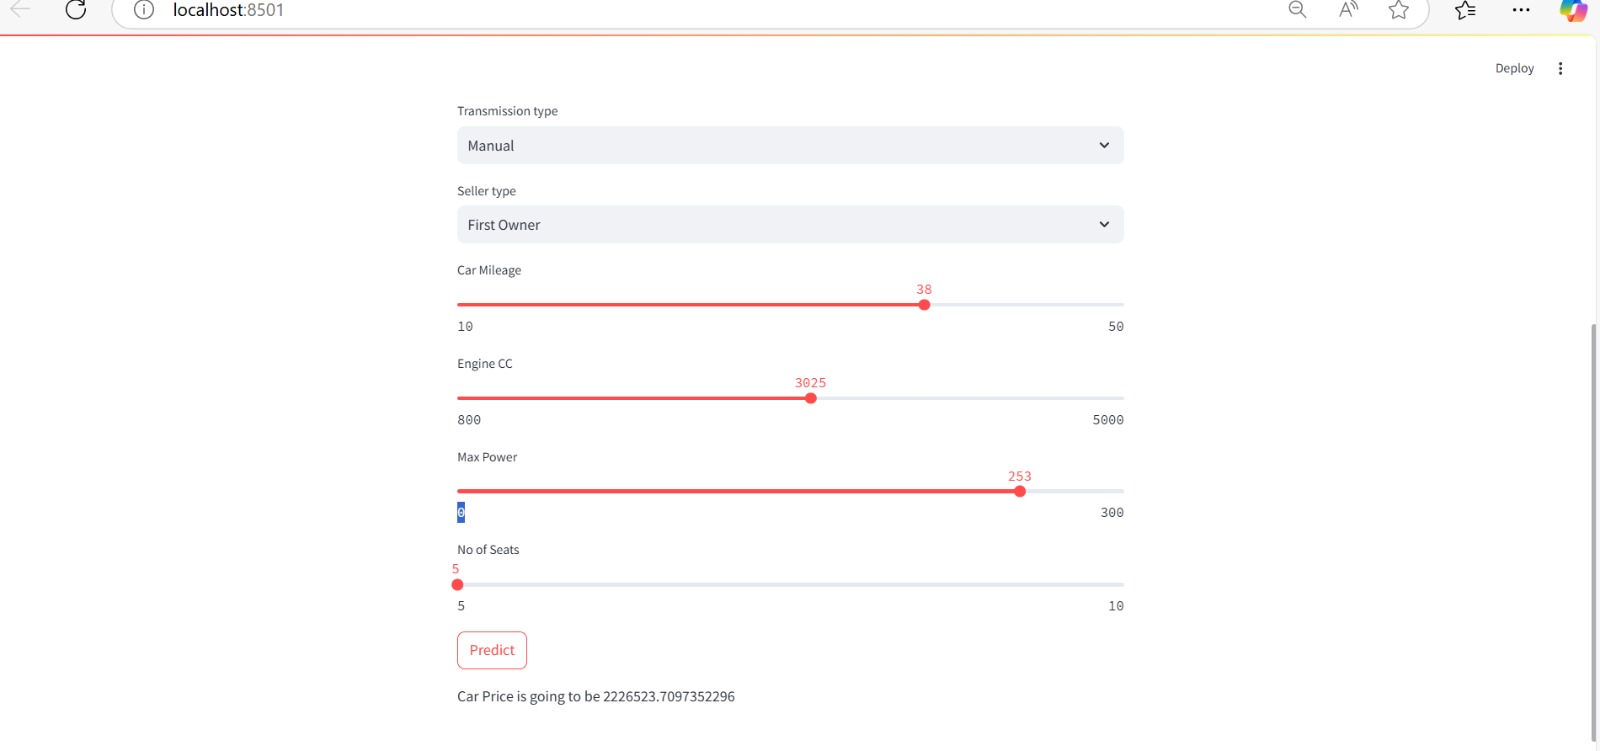 localhost:8501
Deploy
Transmission type
Manual
Seller type
First Owner
Car Mileage
38
10 50
Engine CC
3025
800 5000
Max Power
253
0 300
No of Seats
5
5 10
Predict
Car Price is going to be 2226523.7097352296